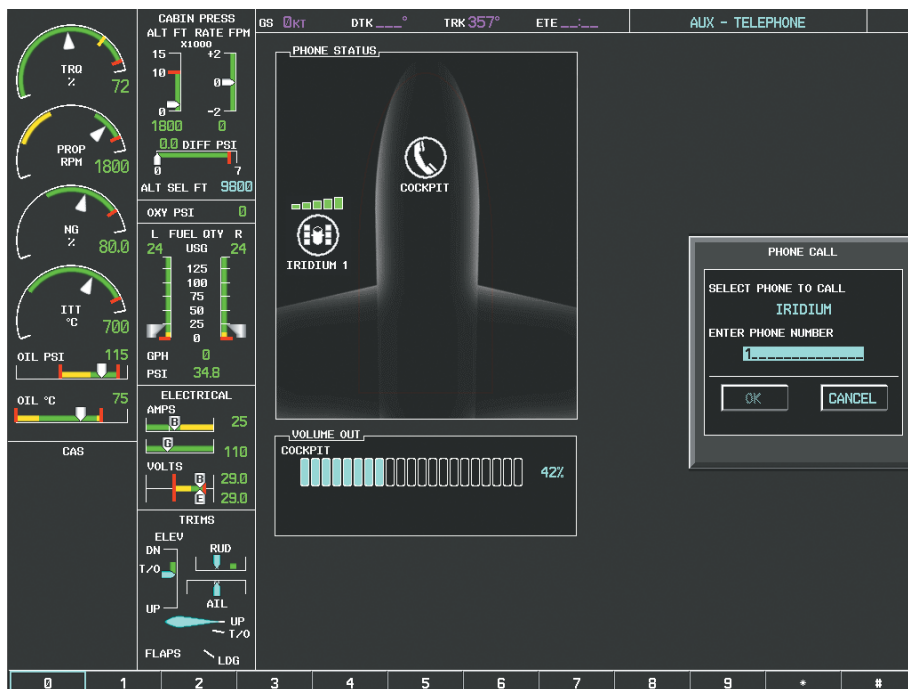 GS 0KT DTK ___° TRK 357° ETE __:__ AUX - TELEPHONE
TRQ
%
72
PROP
RPM
1800
NG
%
80.0
ITT
°C
700
OIL PSI 115
OIL °C 75
CAS
CABIN PRESS
ALT FT RATE FPM
X1000
15 +2
10
0
0 -2
1800 0
0.0 DIFF PSI
0 7
ALT SEL FT 9800
OXY PSI 0
L FUEL QTY R
24 USG 24
125
100
75
50
25
0
GPH 0
PSI 34.8
ELECTRICAL
AMPS
B 25
G 110
VOLTS
B 29.0
E 29.0
TRIMS
ELEV
DN RUD
T/O
UP AIL
UP
T/O
FLAPS LDG
PHONE STATUS
COCKPIT
IRIDIUM 1
VOLUME OUT
COCKPIT
42%
PHONE CALL
SELECT PHONE TO CALL
IRIDIUM
ENTER PHONE NUMBER
1______________
OK CANCEL
0 1 2 3 4 5 6 7 8 9 * #